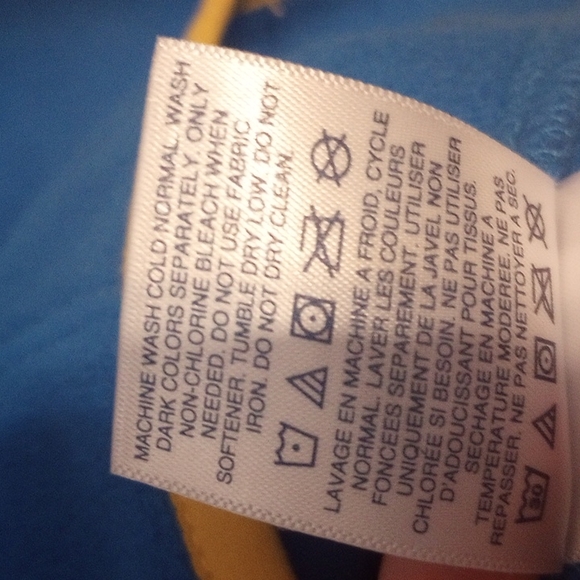 MACHINE WASH COLD NORMAL. WASH
DARK COLORS SEPARATELY. ONLY
NON-CHLORINE BLEACH WHEN
NEEDED. DO NOT USE FABRIC
SOFTENER. TUMBLE DRY LOW. DO NOT
IRON. DO NOT DRY CLEAN.
LAVAGE EN MACHINE A FROID, CYCLE
NORMAL. LAVER LES COULEURS
FONCEES SEPAREMENT. UTILISER
UNIQUEMENT DE LA JAVEL NON
CHLORÉE SI BESOIN. NE PAS UTILISER
D'ADOUCISSANT POUR TISSUS.
SECHAGE EN MACHINE A
TEMPERATURE MODEREE. NE PAS
REPASSER. NE PAS NETTOYER A SEC.
30